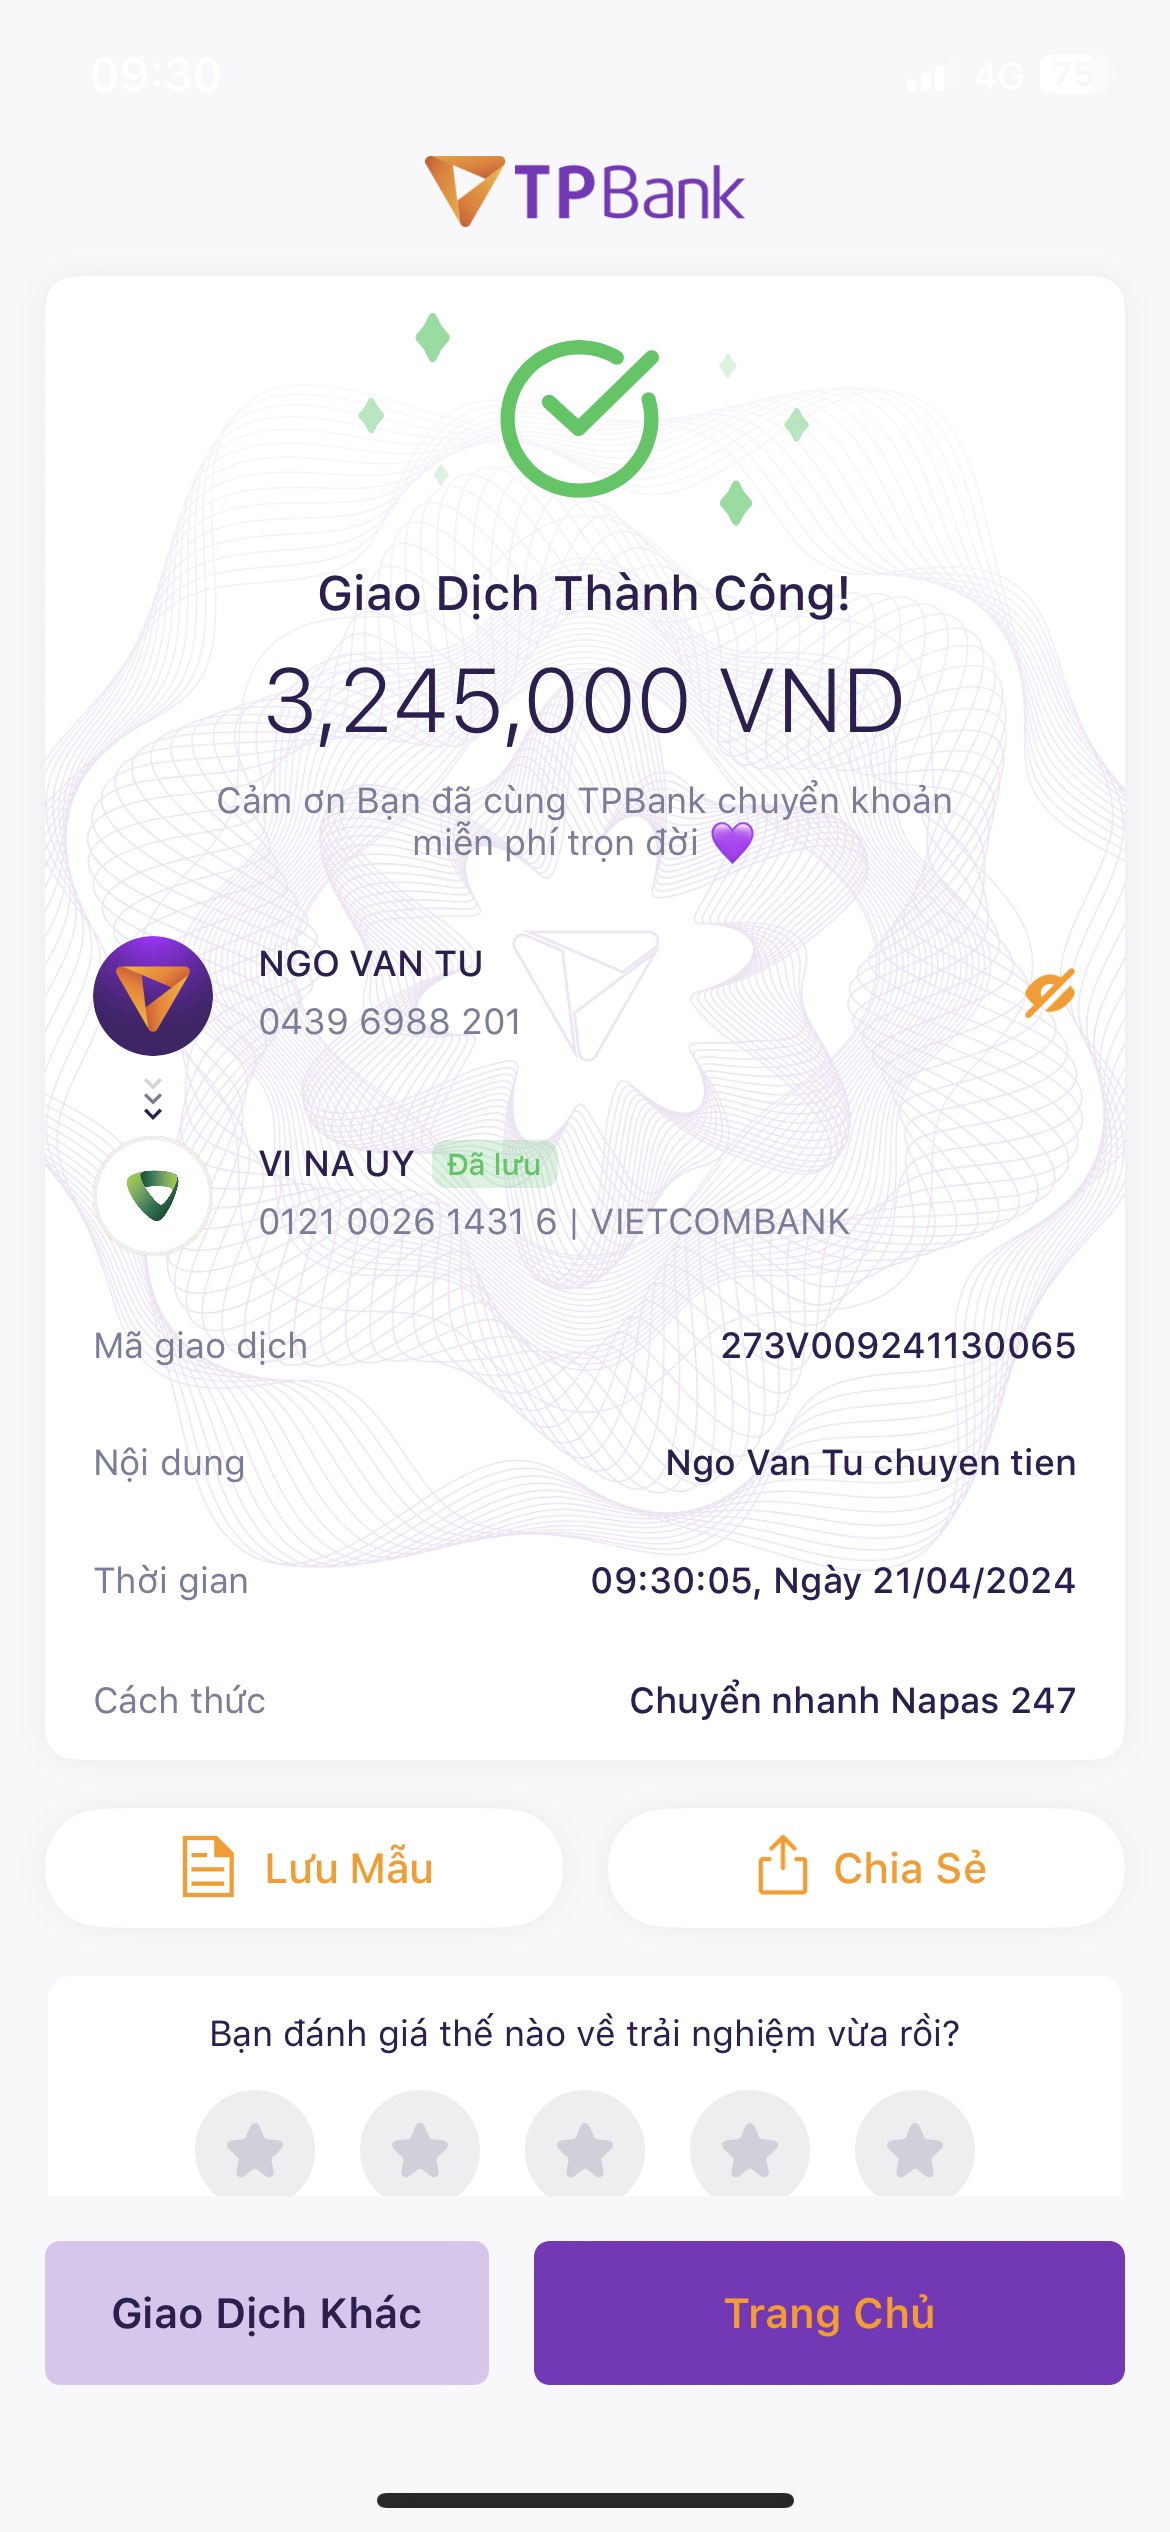 09:30
4G 75
TPBank
Giao Dịch Thành Công!
3,245,000 VND
Cảm ơn Bạn đã cùng TPBank chuyển khoản
miễn phí trọn đời 💜
NGO VAN TU
0439 6988 201
VI NA UY Đã lưu
0121 0026 1431 6 | VIETCOMBANK
Mã giao dịch 273V009241130065
Nội dung Ngo Van Tu chuyen tien
Thời gian 09:30:05, Ngày 21/04/2024
Cách thức Chuyển nhanh Napas 247
Lưu Mẫu Chia Sẻ
Bạn đánh giá thế nào về trải nghiệm vừa rồi?
Giao Dịch Khác Trang Chủ